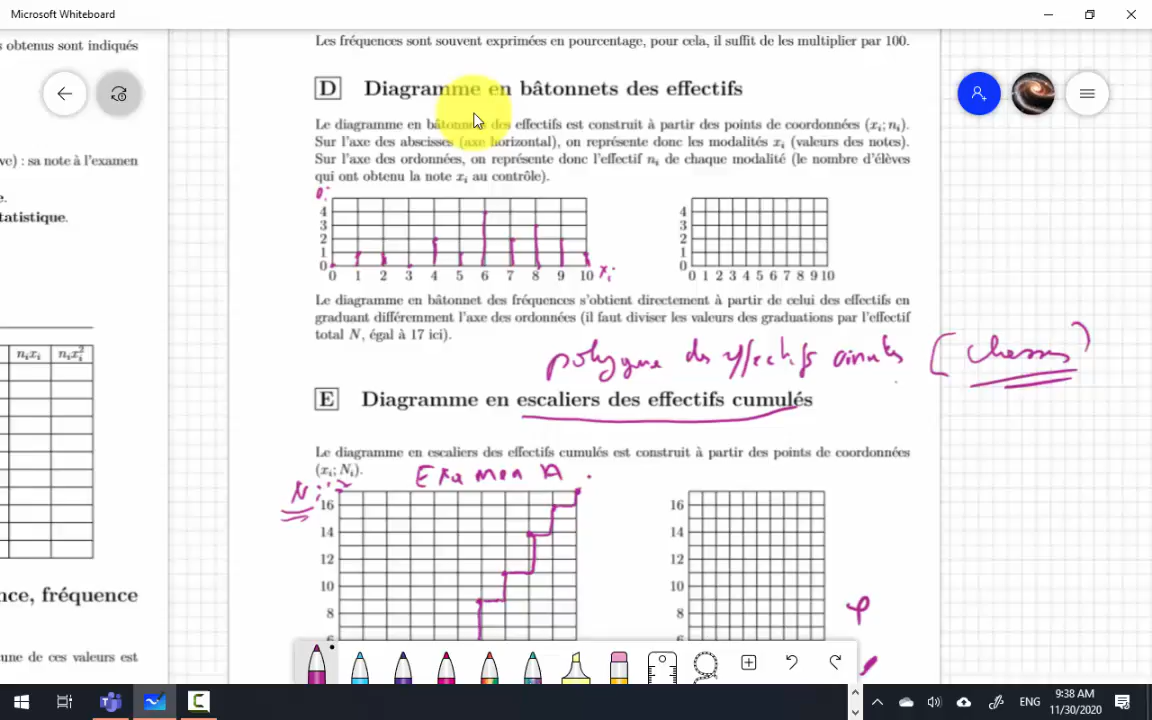 Microsoft Whiteboard
obtenus sont indiqués
Les fréquences sont souvent exprimées en pourcentage, pour cela, il suffit de les multiplier par 100.
D Diagramme en bâtonnets des effectifs
Le diagramme en bâtonnets des effectifs est construit à partir des points de coordonnées (xᵢ; nᵢ).
Sur l'axe des abscisses (axe horizontal), on représente donc les modalités xᵢ (valeurs des notes).
Sur l'axe des ordonnées, on représente donc l'effectif nᵢ de chaque modalité (le nombre d'élèves
qui ont obtenu la note xᵢ au contrôle).
ve) : sa note à l'examen
e.
tatistique.
4
3
2
1
0
0 1 2 3 4 5 6 7 8 9 10 xᵢ
4
3
2
1
0
0 1 2 3 4 5 6 7 8 9 10
Le diagramme en bâtonnet des fréquences s'obtient directement à partir de celui des effectifs en
graduant différemment l'axe des ordonnées (il faut diviser les valeurs des graduations par l'effectif
total N, égal à 17 ici).
nᵢxᵢ nᵢxᵢ²
polygone des effectifs
E Diagramme en escaliers des effectifs cumulés
Le diagramme en escaliers des effectifs cumulés est construit à partir des points de coordonnées
(xᵢ; Nᵢ).
Examen A
Nᵢ
16
14
12
10
8
6
16
14
12
10
8
6
φ
nce, fréquence
une de ces valeurs est
ENG
9:38 AM
11/30/2020